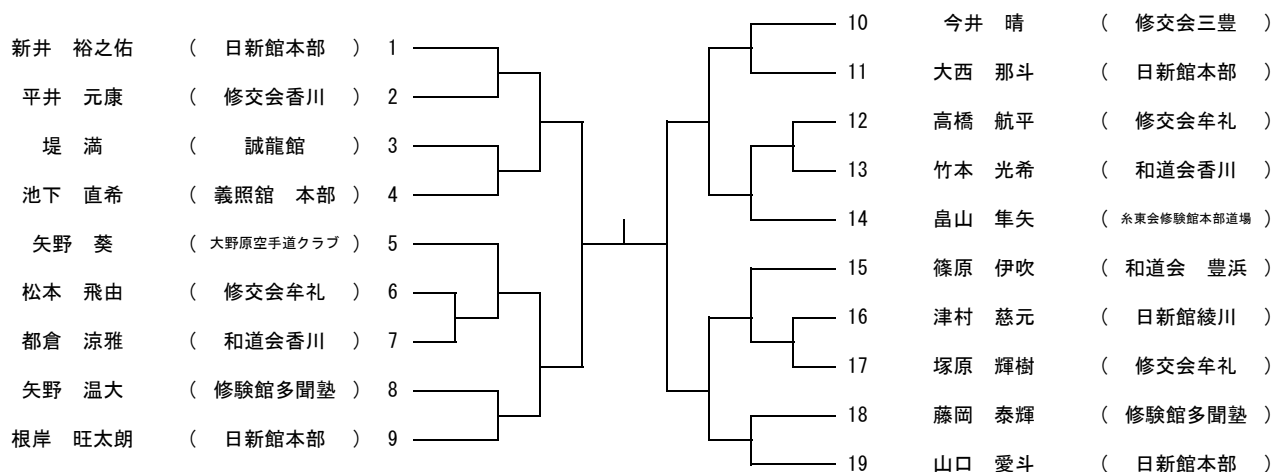 新井　裕之佑 （ 日新館本部 ） 1
平井　元康 （ 修交会香川 ） 2
堤　満 （ 誠龍館 ） 3
池下　直希 （ 義照舘　本部 ） 4
矢野　葵 （ 大野原空手道クラブ ） 5
松本　飛由 （ 修交会牟礼 ） 6
都倉　涼雅 （ 和道会香川 ） 7
矢野　温大 （ 修験館多聞塾 ） 8
根岸　旺太朗 （ 日新館本部 ） 9
10 今井　晴 （ 修交会三豊 ）
11 大西　那斗 （ 日新館本部 ）
12 高橋　航平 （ 修交会牟礼 ）
13 竹本　光希 （ 和道会香川 ）
14 畠山　隼矢 （ 糸東会修験館本部道場 ）
15 篠原　伊吹 （ 和道会　豊浜 ）
16 津村　慈元 （ 日新館綾川 ）
17 塚原　輝樹 （ 修交会牟礼 ）
18 藤岡　泰輝 （ 修験館多聞塾 ）
19 山口　愛斗 （ 日新館本部 ）